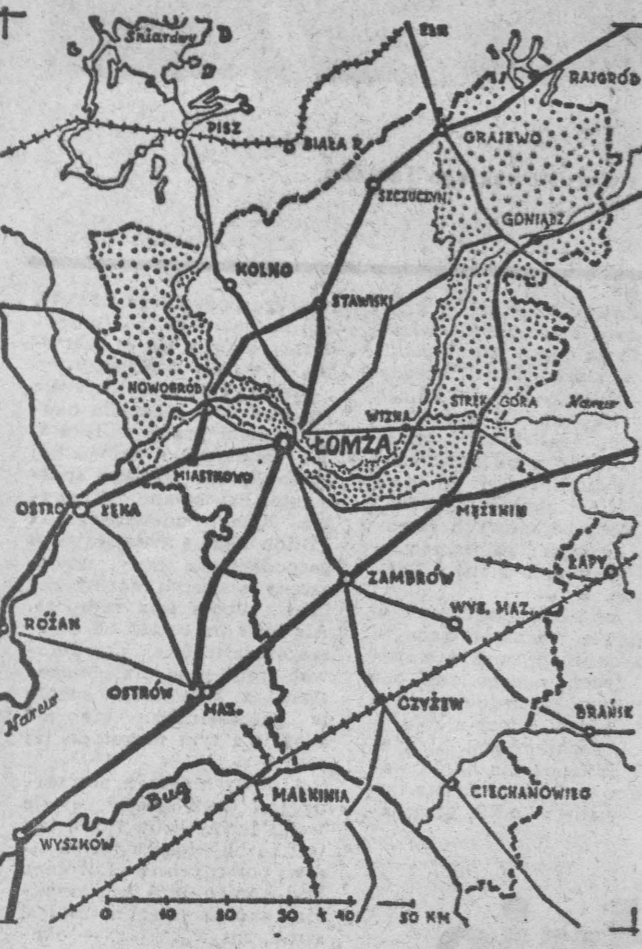 Śniardwy
EŁK
RAJGRÓD
PISZ
BIAŁA P.
GRAJEWO
SZCZUCZYN
GONIĄDZ
KOLNO
STAWISKI
NOWOGRÓD
WIZNA
STRĘK. GÓRA
Narew
ŁOMŻA
MIASTKOWO
OSTROŁĘKA
MĘŻENIN
ZAMBRÓW
ŁAPY
RÓŻAN
WYS. MAZ.
OSTRÓW
MAZ.
Narew
CZYŻEW
BRAŃSK
Bug
MAŁKINIA
CIECHANOWIEC
WYSZKÓW
0 10 20 30 40 50 KM